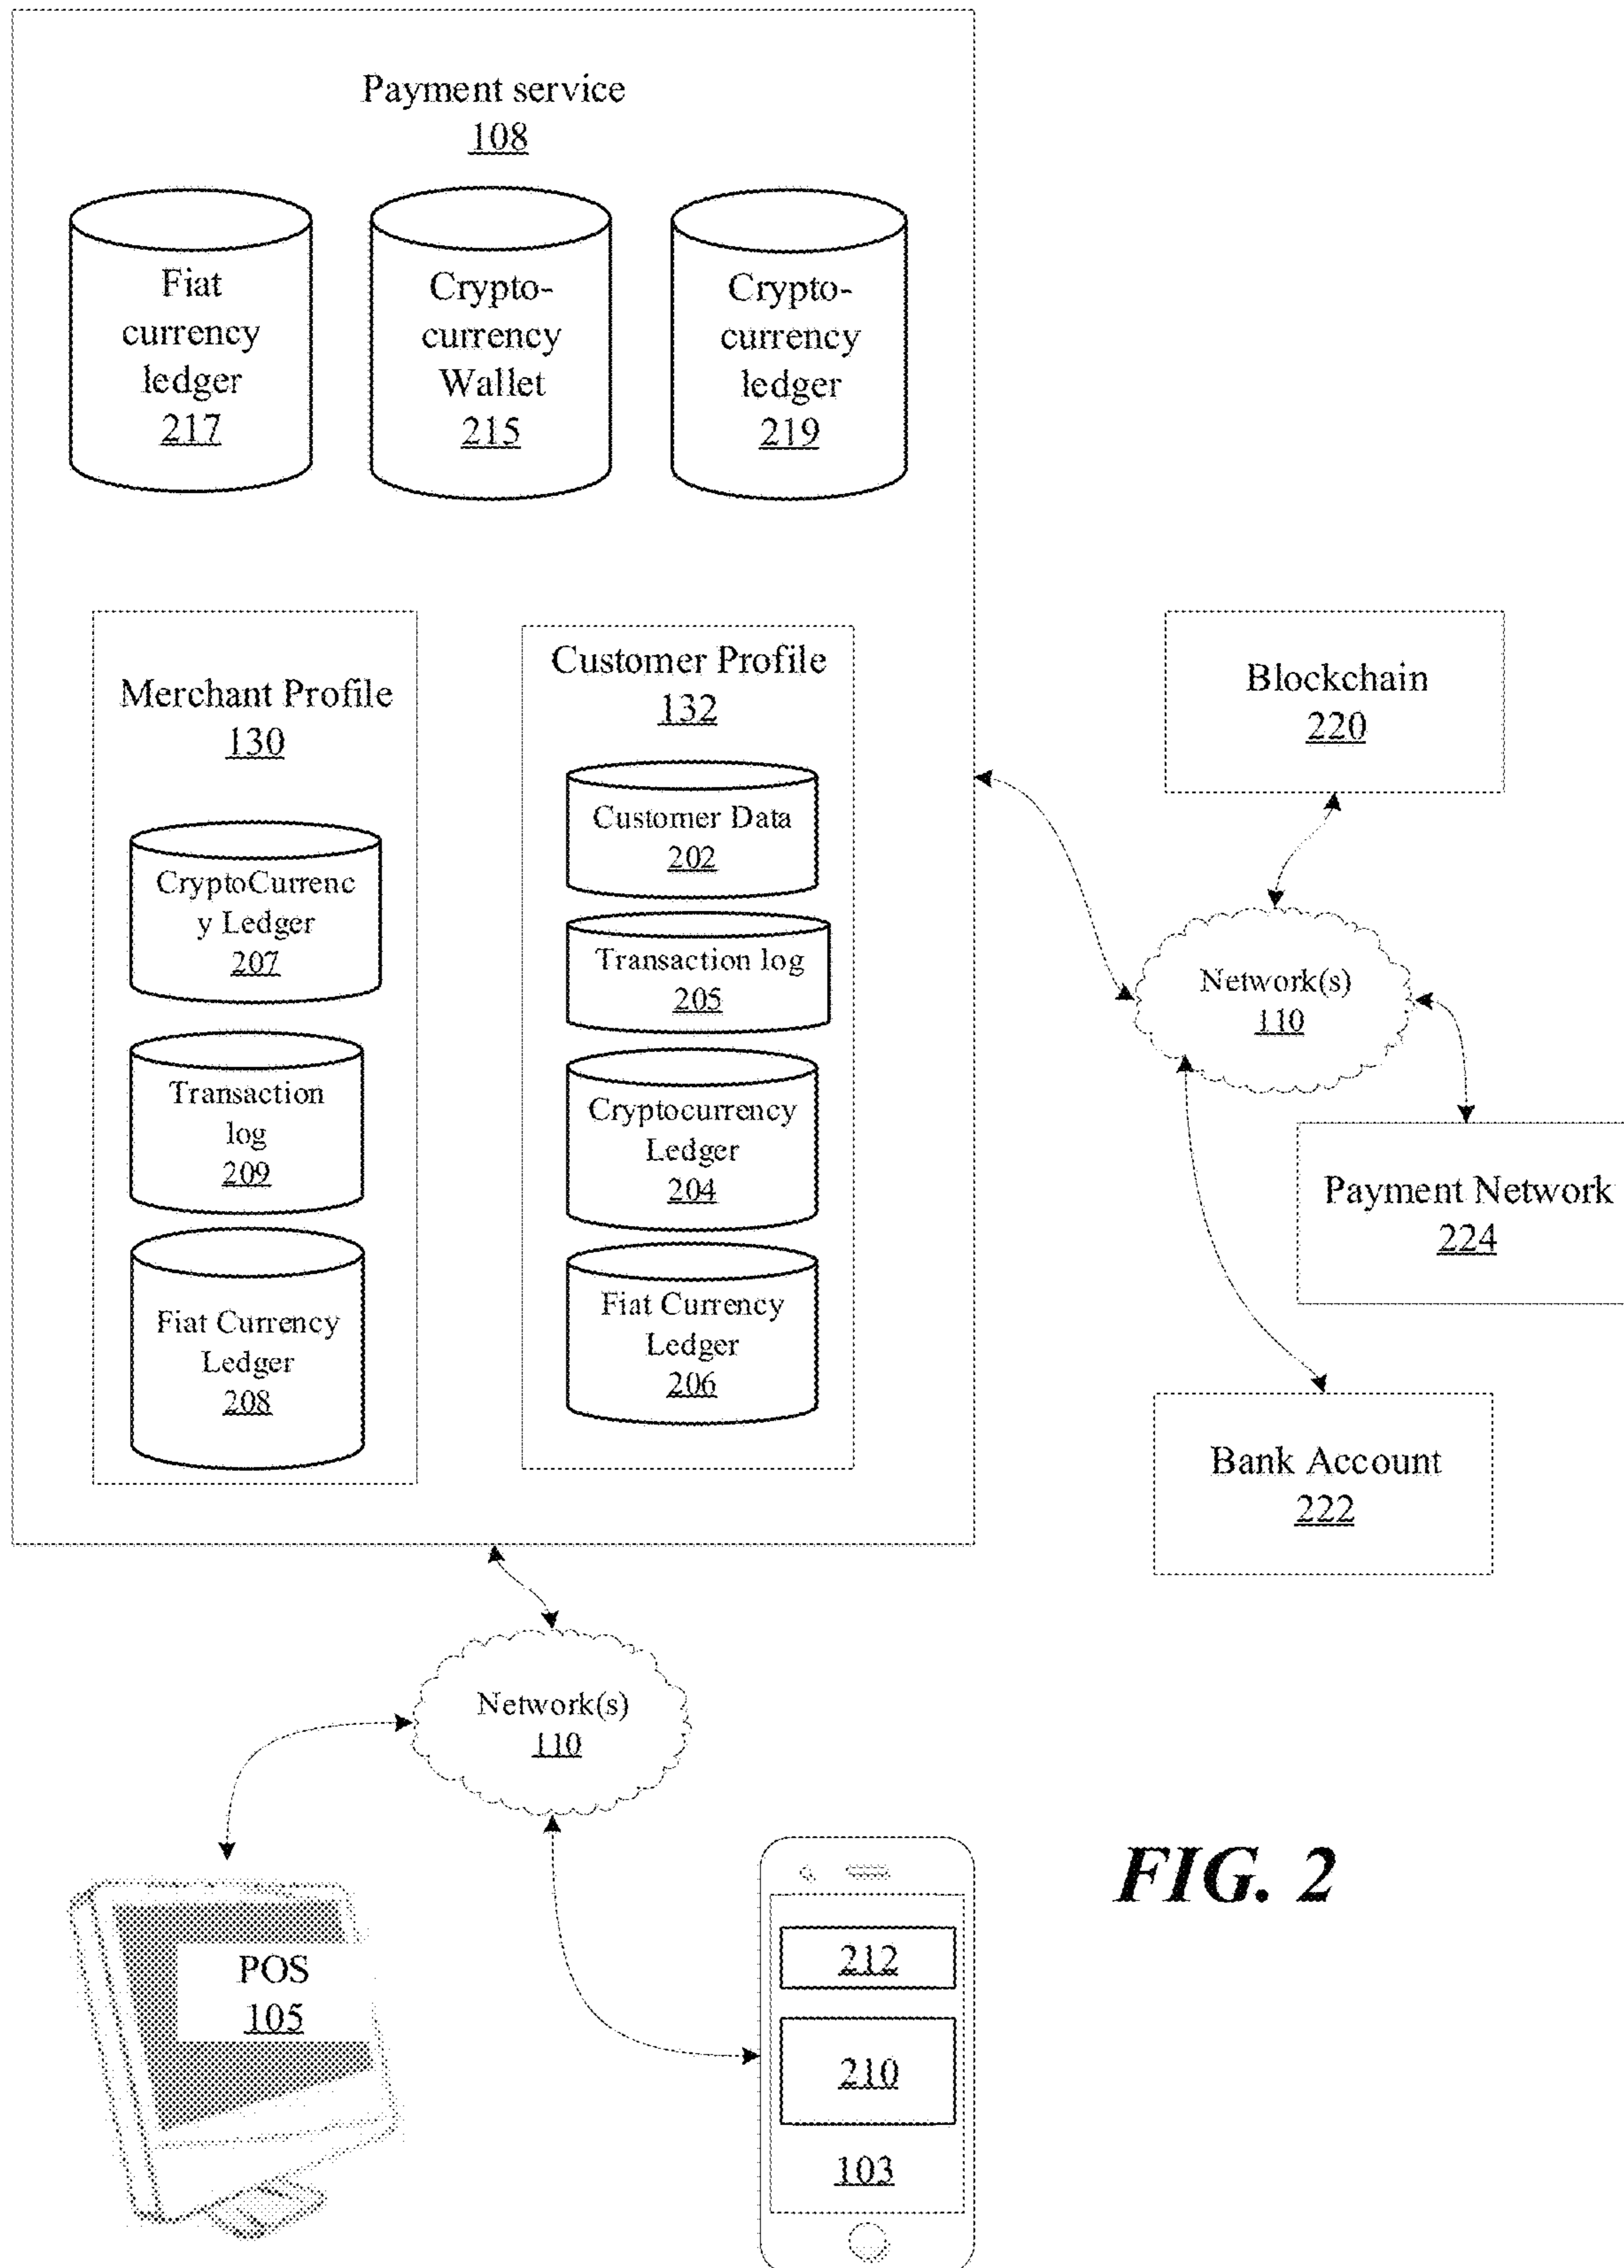 Payment service
108
Fiat
currency
ledger
217
Crypto-
currency
Wallet
215
Crypto-
currency
ledger
219
Merchant Profile
130
CryptoCurrenc
y Ledger
207
Transaction
log
209
Fiat Currency
Ledger
208
Customer Profile
132
Customer Data
202
Transaction log
205
Cryptocurrency
Ledger
204
Fiat Currency
Ledger
206
Blockchain
220
Network(s)
110
Payment Network
224
Bank Account
222
Network(s)
110
POS
105
212
210
103
FIG. 2